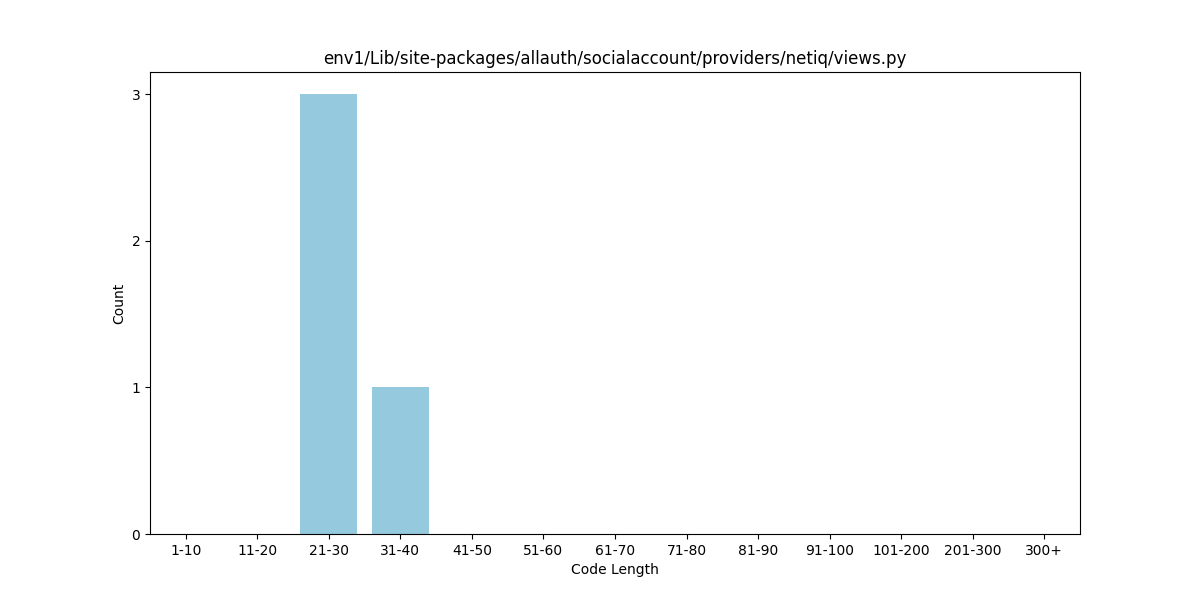 env1/Lib/site-packages/allauth/socialaccount/providers/netiq/views.py
3
2
1
0
Count
1-10 11-20 21-30 31-40 41-50 51-60 61-70 71-80 81-90 91-100 101-200 201-300 300+
Code Length